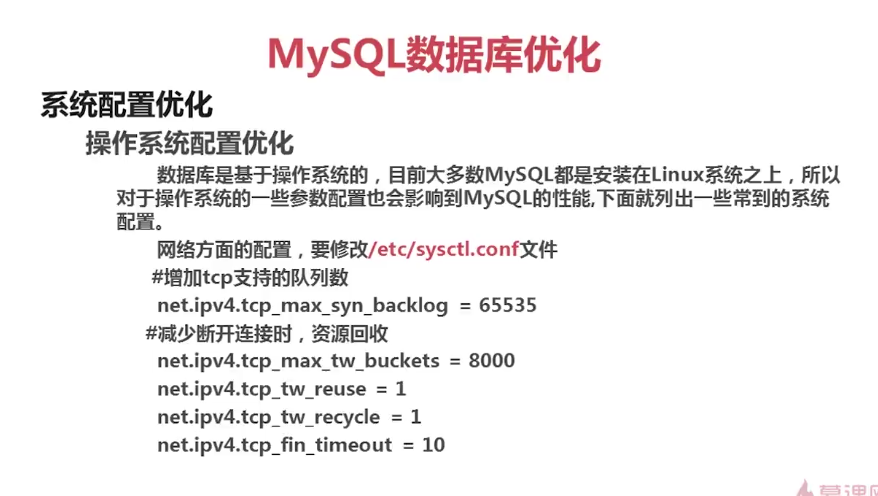 MySQL数据库优化
系统配置优化
操作系统配置优化
数据库是基于操作系统的，目前大多数MySQL都是安装在Linux系统之上，所以
对于操作系统的一些参数配置也会影响到MySQL的性能,下面就列出一些常到的系统
配置。
网络方面的配置，要修改/etc/sysctl.conf文件
#增加tcp支持的队列数
net.ipv4.tcp_max_syn_backlog = 65535
#减少断开连接时，资源回收
net.ipv4.tcp_max_tw_buckets = 8000
net.ipv4.tcp_tw_reuse = 1
net.ipv4.tcp_tw_recycle = 1
net.ipv4.tcp_fin_timeout = 10